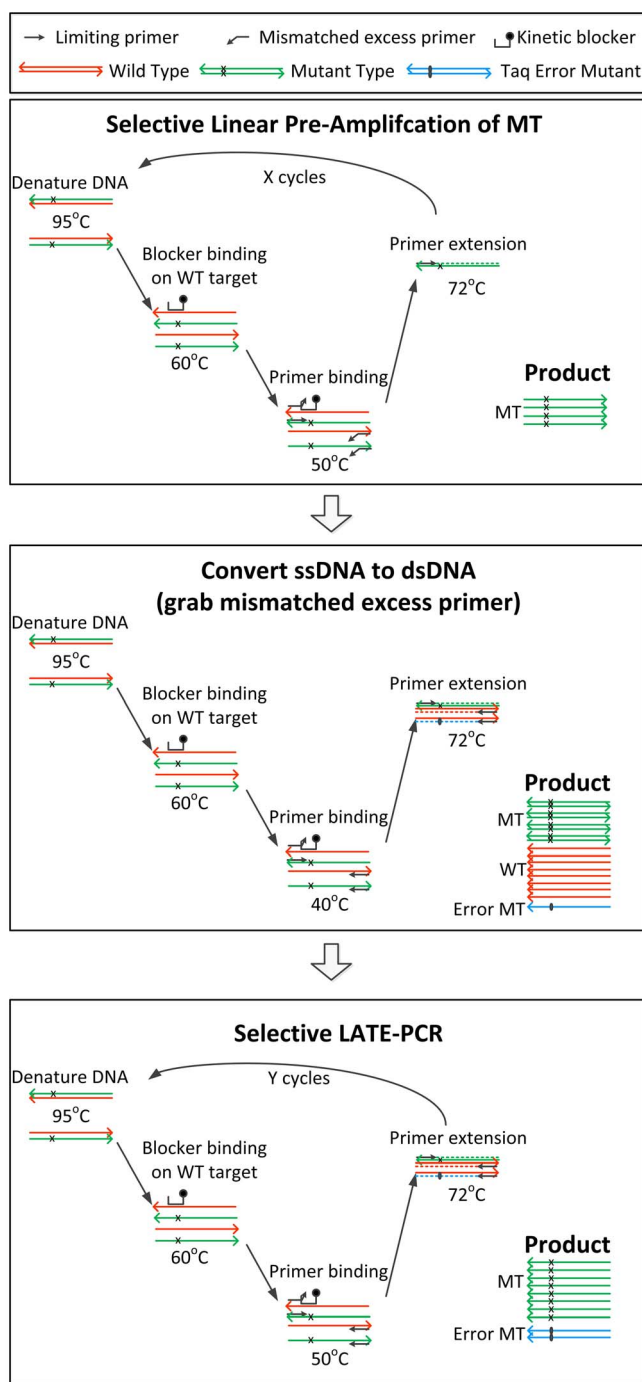 Limiting primer
Mismatched excess primer
Kinetic blocker
Wild Type
Mutant Type
Taq Error Mutant
Selective Linear Pre-Amplifcation of MT
X cycles
Denature DNA
95°C
Blocker binding
on WT target
60°C
Primer binding
50°C
Primer extension
72°C
Product
MT
Convert ssDNA to dsDNA
(grab mismatched excess primer)
Denature DNA
95°C
Blocker binding
on WT target
60°C
Primer binding
40°C
Primer extension
72°C
Product
MT
WT
Error MT
Selective LATE-PCR
Y cycles
Denature DNA
95°C
Blocker binding
on WT target
60°C
Primer binding
50°C
Primer extension
72°C
Product
MT
Error MT